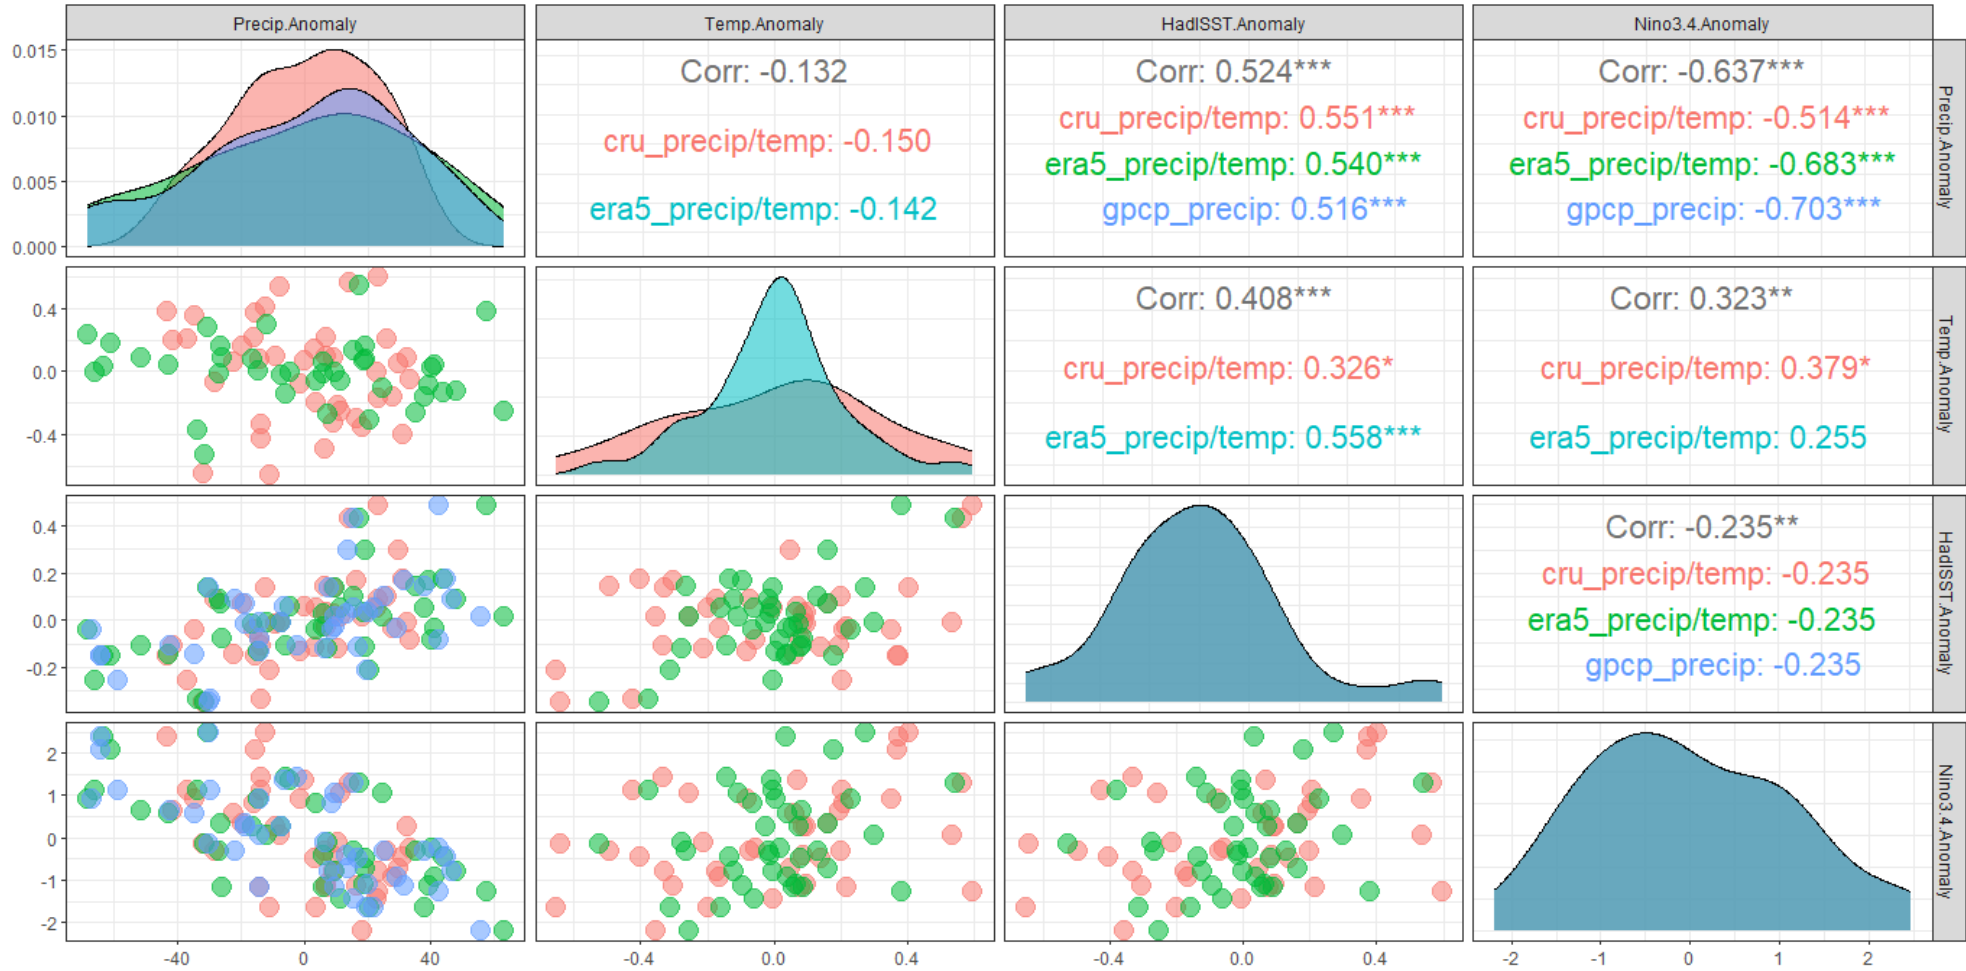 Precip.Anomaly
Temp.Anomaly
HadISST.Anomaly
Nino3.4.Anomaly
0.015
0.010
0.005
0.000
Corr: -0.132
cru_precip/temp: -0.150
era5_precip/temp: -0.142
Corr: 0.524***
cru_precip/temp: 0.551***
era5_precip/temp: 0.540***
gpcp_precip: 0.516***
Corr: -0.637***
cru_precip/temp: -0.514***
era5_precip/temp: -0.683***
gpcp_precip: -0.703***
Precip.Anomaly
0.4
0.0
-0.4
Corr: 0.408***
cru_precip/temp: 0.326*
era5_precip/temp: 0.558***
Corr: 0.323**
cru_precip/temp: 0.379*
era5_precip/temp: 0.255
Temp.Anomaly
0.4
0.2
0.0
-0.2
Corr: -0.235**
cru_precip/temp: -0.235
era5_precip/temp: -0.235
gpcp_precip: -0.235
HadISST.Anomaly
2
1
0
-1
-2
Nino3.4.Anomaly
-40 0 40
-0.4 0.0 0.4
-0.4 0.0 0.4
-2 -1 0 1 2